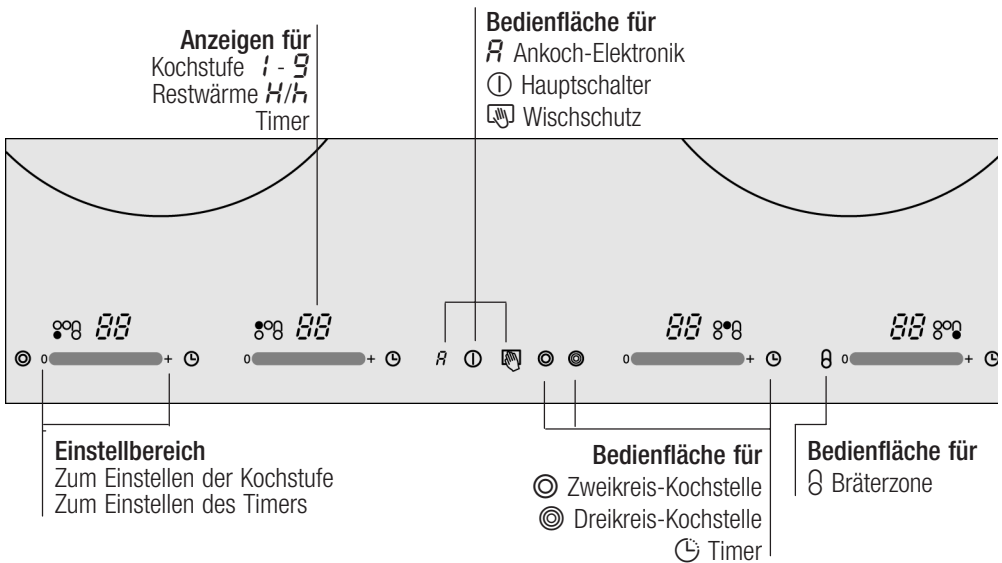 Anzeigen für
Kochstufe 1 - 9
Restwärme H/h
Timer
Bedienfläche für
A Ankoch-Elektronik
Hauptschalter
Wischschutz
88
88
88
88
0 +
0 +
A
0 +
0 +
Einstellbereich
Zum Einstellen der Kochstufe
Zum Einstellen des Timers
Bedienfläche für
Zweikreis-Kochstelle
Dreikreis-Kochstelle
Timer
Bedienfläche für
Bräterzone